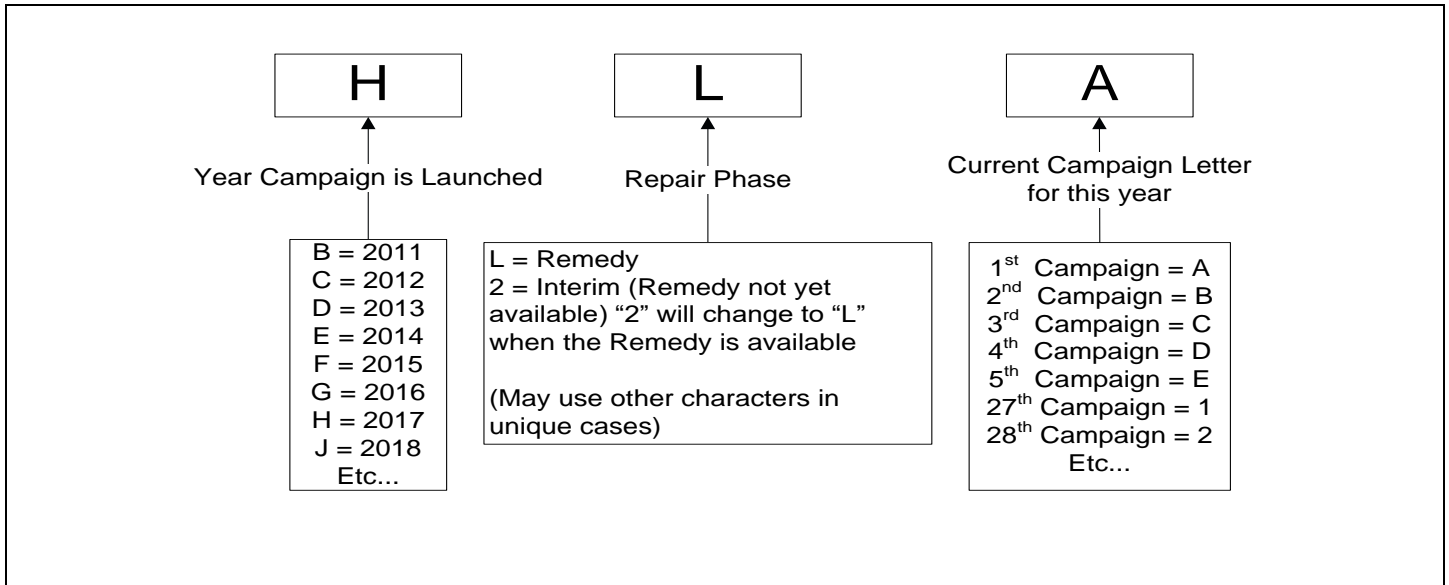 H
L
A
Year Campaign is Launched
Repair Phase
Current Campaign Letter
for this year
B = 2011
C = 2012
D = 2013
E = 2014
F = 2015
G = 2016
H = 2017
J = 2018
Etc...
L = Remedy
2 = Interim (Remedy not yet
available) “2” will change to “L”
when the Remedy is available
(May use other characters in
unique cases)
1st Campaign = A
2nd Campaign = B
3rd Campaign = C
4th Campaign = D
5th Campaign = E
27th Campaign = 1
28th Campaign = 2
Etc...